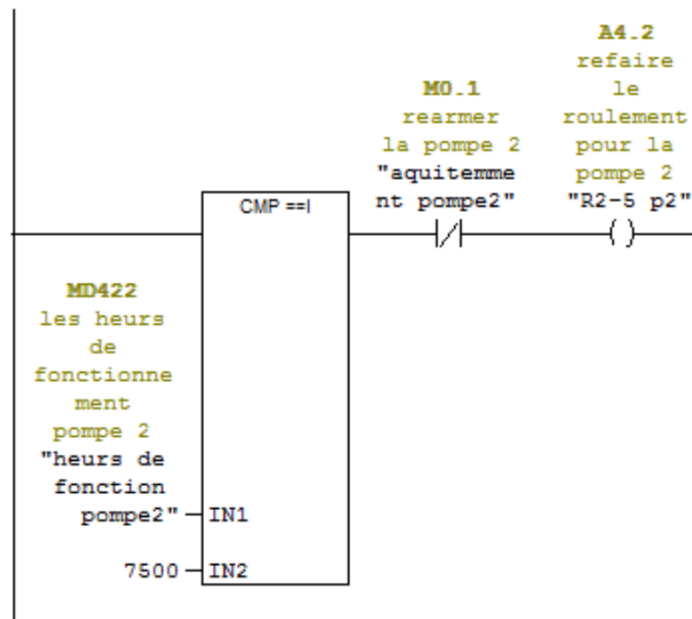 A4.2
refaire
le
roulement
pour la
pompe 2
"R2-5 p2"
M0.1
rearmer
la pompe 2
"aquitemme
nt pompe2"
CMP ==I
MD422
les heurs
de
fonctionne
ment
pompe 2
"heurs de
fonction
pompe2"
IN1
7500
IN2